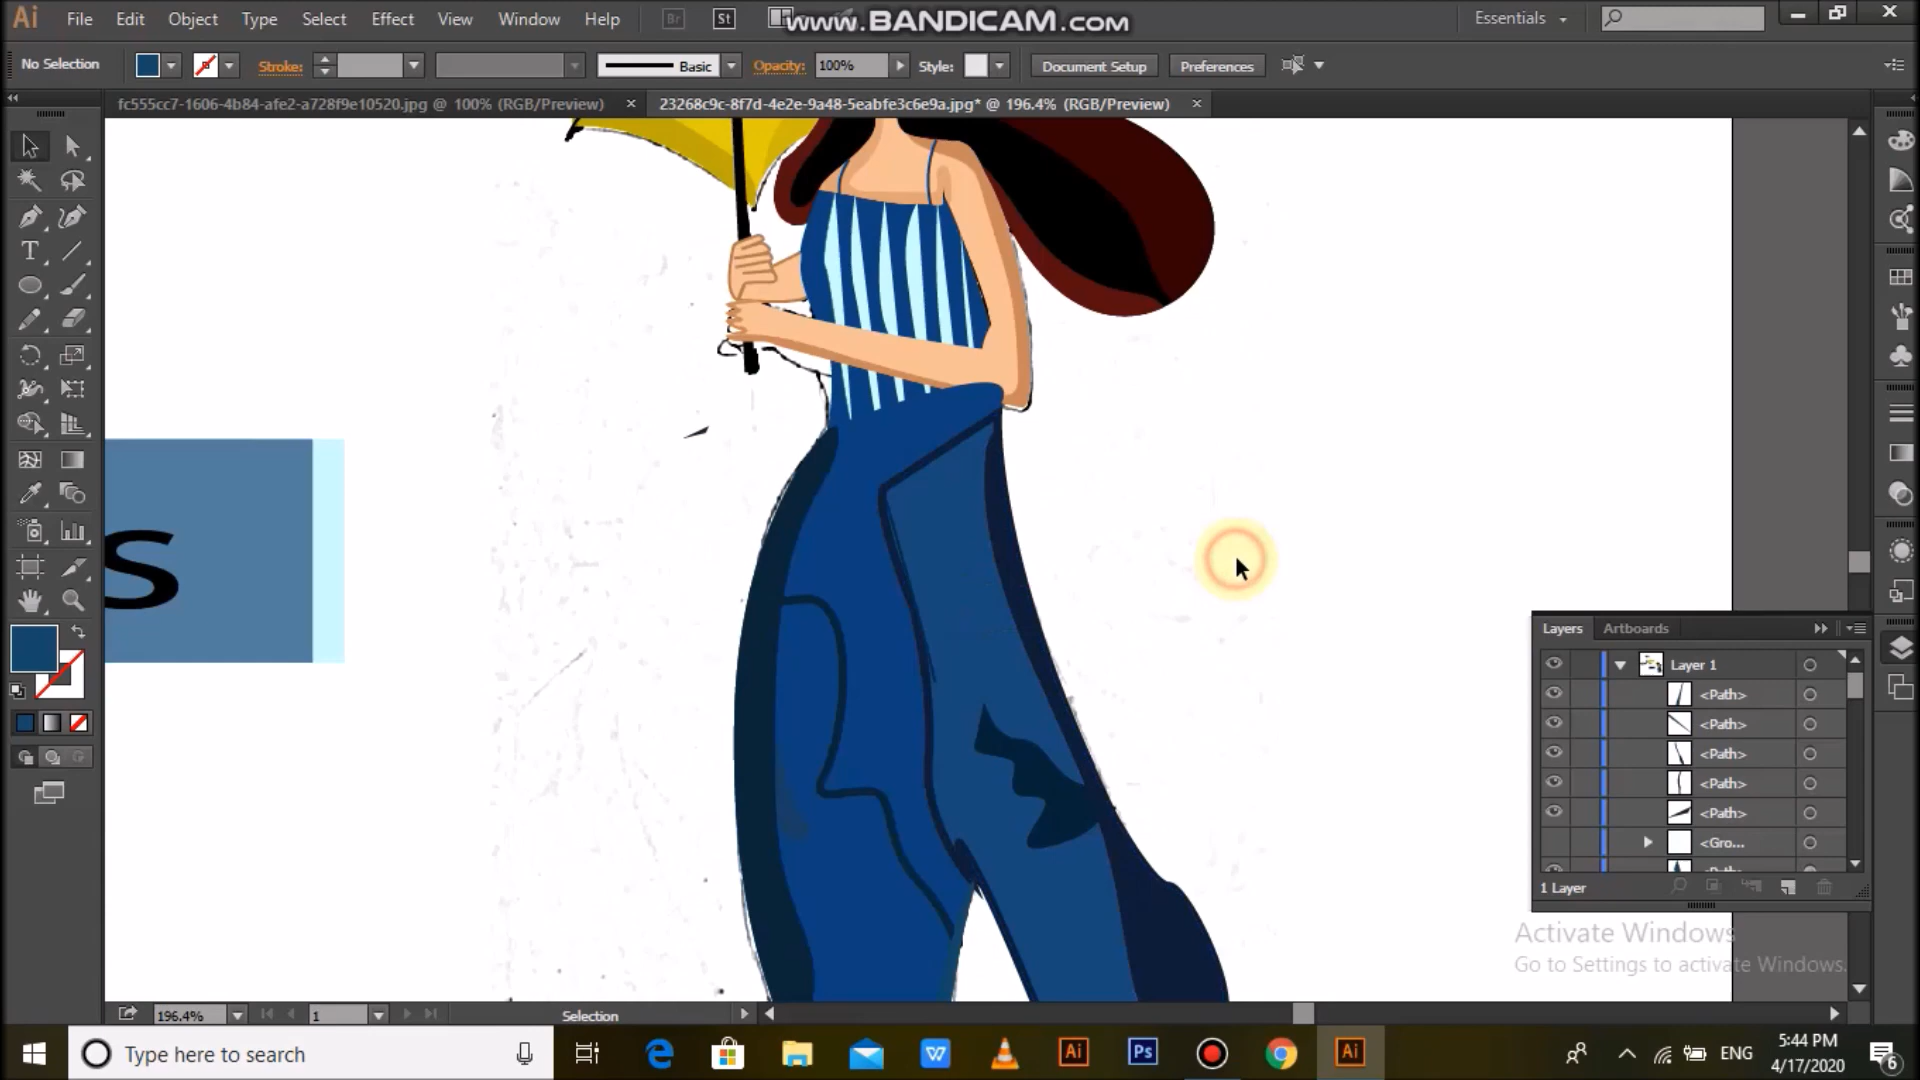 Ai File Edit Object Type Select Effect View Window Help Br St www.BANDICAM.com Essentials
No Selection Stroke: Basic Opacity: 100% Style: Document Setup Preferences
fc555cc7-1606-4b84-afe2-a728f9e10520.jpg @ 100% (RGB/Preview) × 23268c9c-8f7d-4e2e-9a48-5eabfe3c6e9a.jpg* @ 196.4% (RGB/Preview) ×
T
s
Layers Artboards
Layer 1
<Path>
<Path>
<Path>
<Path>
<Path>
<Gro...
1 Layer
Activate Windows
Go to Settings to activate Windows.
196.4% 1 Selection
Type here to search Ai Ps Ai ENG 5:44 PM
4/17/2020 6